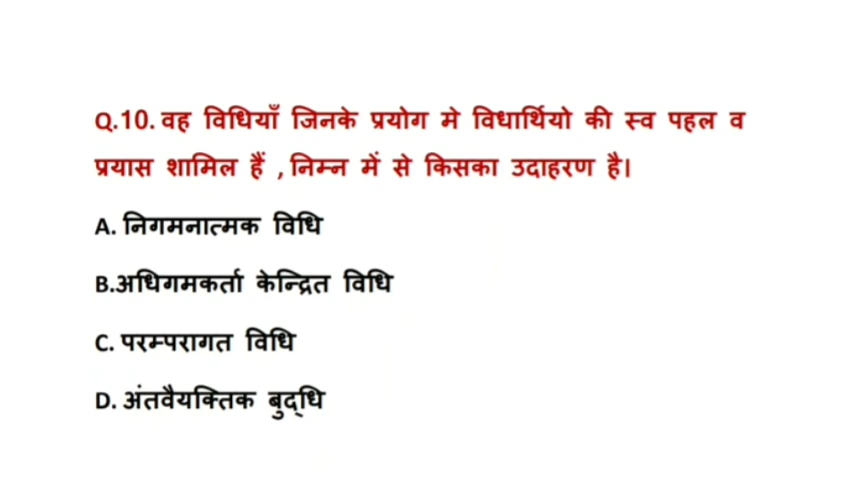 Q.10. वह विधियाँ जिनके प्रयोग मे विधार्थियो की स्व पहल व
प्रयास शामिल हैं , निम्न में से किसका उदाहरण है।
A. निगमनात्मक विधि
B.अधिगमकर्ता केन्द्रित विधि
C. परम्परागत विधि
D. अंतवैयक्तिक बुद्धि